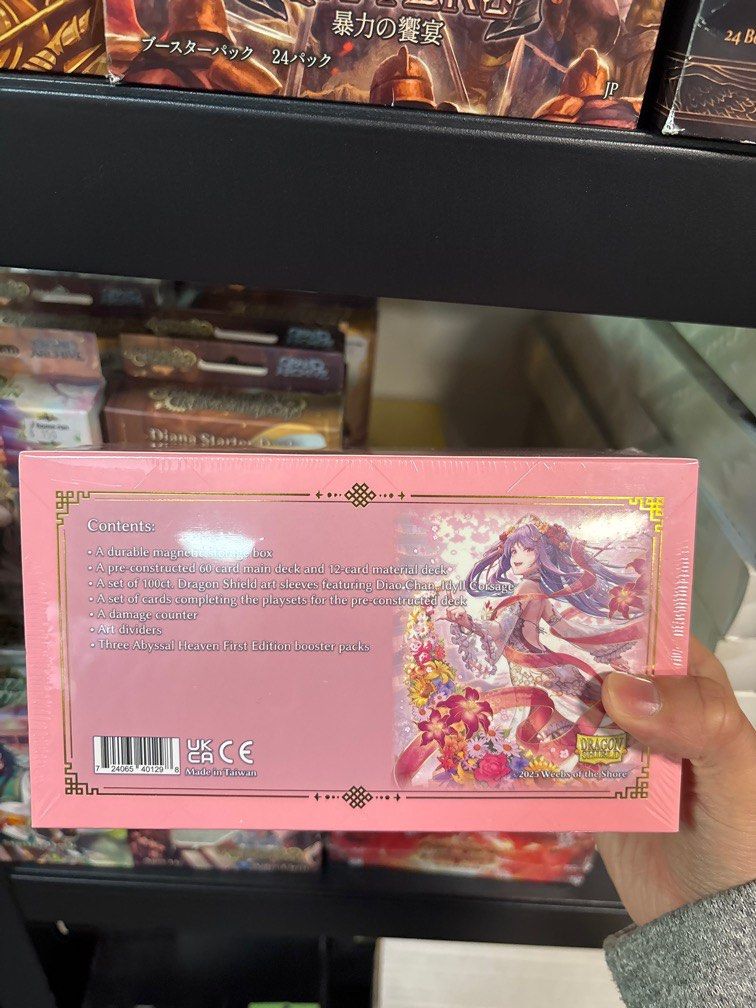 暴力の饗宴
ブースターパック 24パック
JP
Diana Starter
Contents:
• A durable magnetic storage box
• A pre-constructed 60 card main deck and 12-card material deck
• A set of 100ct. Dragon Shield art sleeves featuring Diao Chan, Idyll Corsage
• A set of cards completing the playsets for the pre-constructed deck
• A damage counter
• Art dividers
• Three Abyssal Heaven First Edition booster packs
7 24065 40129 8
UK CA CE
Made in Taiwan
DRAGON SHIELD
©2025 Weebs of the Shore